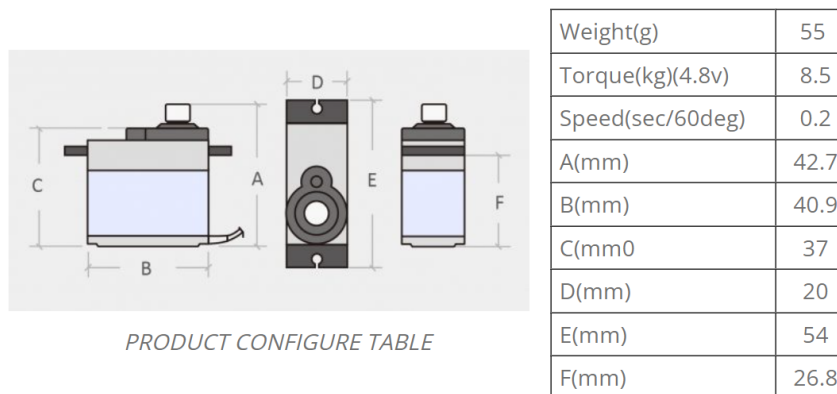 D
C
A
E
F
B
PRODUCT CONFIGURE TABLE
Weight(g) 55
Torque(kg)(4.8v) 8.5
Speed(sec/60deg) 0.2
A(mm) 42.7
B(mm) 40.9
C(mm0 37
D(mm) 20
E(mm) 54
F(mm) 26.8